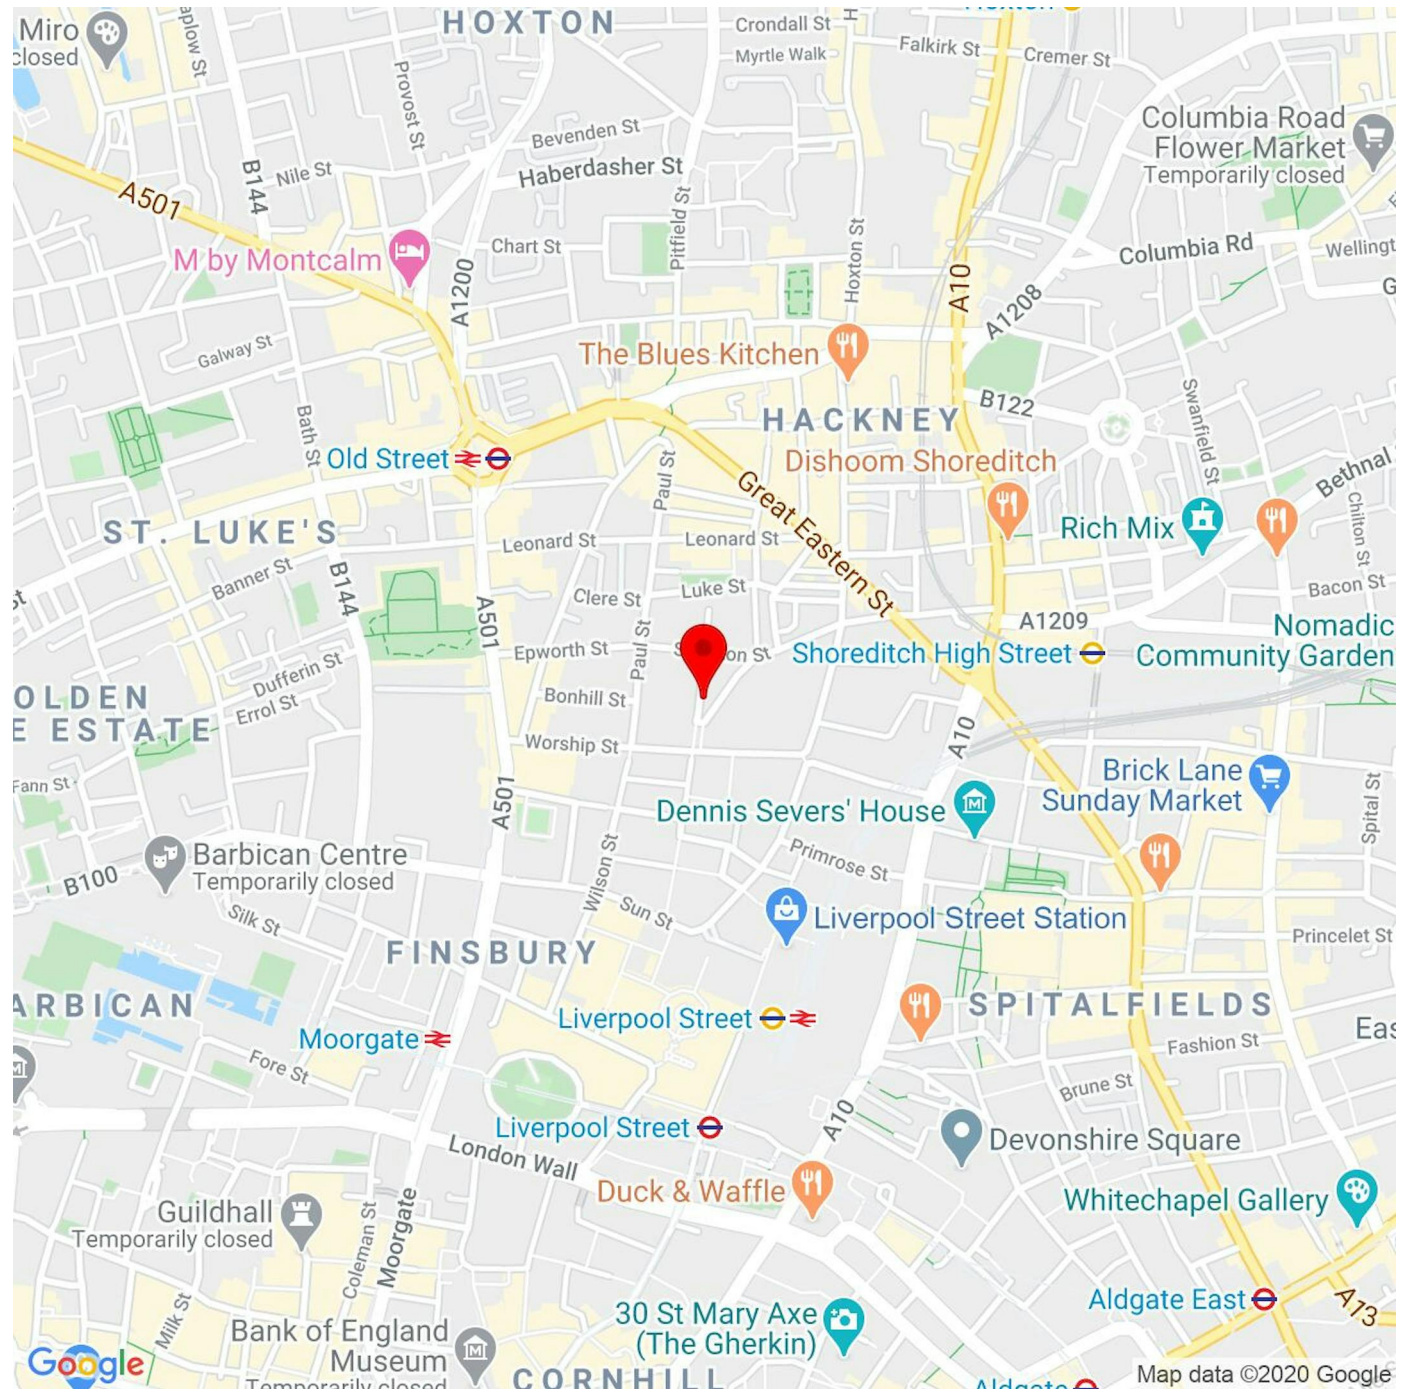 HOXTON
Crondall St
Miro
closed
Myrtle Walk
Falkirk St
Cremer St
Provost St
Columbia Road
Flower Market
Temporarily closed
Bevenden St
Haberdasher St
Nile St
B144
A501
Pitfield St
Chart St
Hoxton St
Columbia Rd
M by Montcalm
A1200
A10
A1208
Galway St
The Blues Kitchen
B122
Swanfield St
HACKNEY
Bath St
Old Street
Dishoom Shoreditch
Paul St
Great Eastern St
Bethnal
Chilton St
ST. LUKE'S
Rich Mix
Leonard St
Leonard St
Banner St
B144
Luke St
Clere St
Bacon St
A501
A1209
Nomadic
Community Garden
Epworth St
Paul St
Shoreditch High Street
Dufferin St
Bonhill St
Errol St
OLDEN
E ESTATE
Worship St
A10
Fann St
A501
Brick Lane
Sunday Market
Spital St
Dennis Severs' House
Barbican Centre
Temporarily closed
B100
Primrose St
Wilson St
Sun St
Silk St
Liverpool Street Station
FINSBURY
Princelet St
ARBICAN
SPITALFIELDS
Liverpool Street
Moorgate
Fashion St
Fore St
Brune St
Liverpool Street
A10
London Wall
Devonshire Square
Duck & Waffle
Whitechapel Gallery
Guildhall
Temporarily closed
Coleman St
Moorgate
Aldgate East
A13
Milk St
30 St Mary Axe
(The Gherkin)
Bank of England
Museum
Temporarily closed
Google
CORNHILL
Aldgate
Map data ©2020 Google